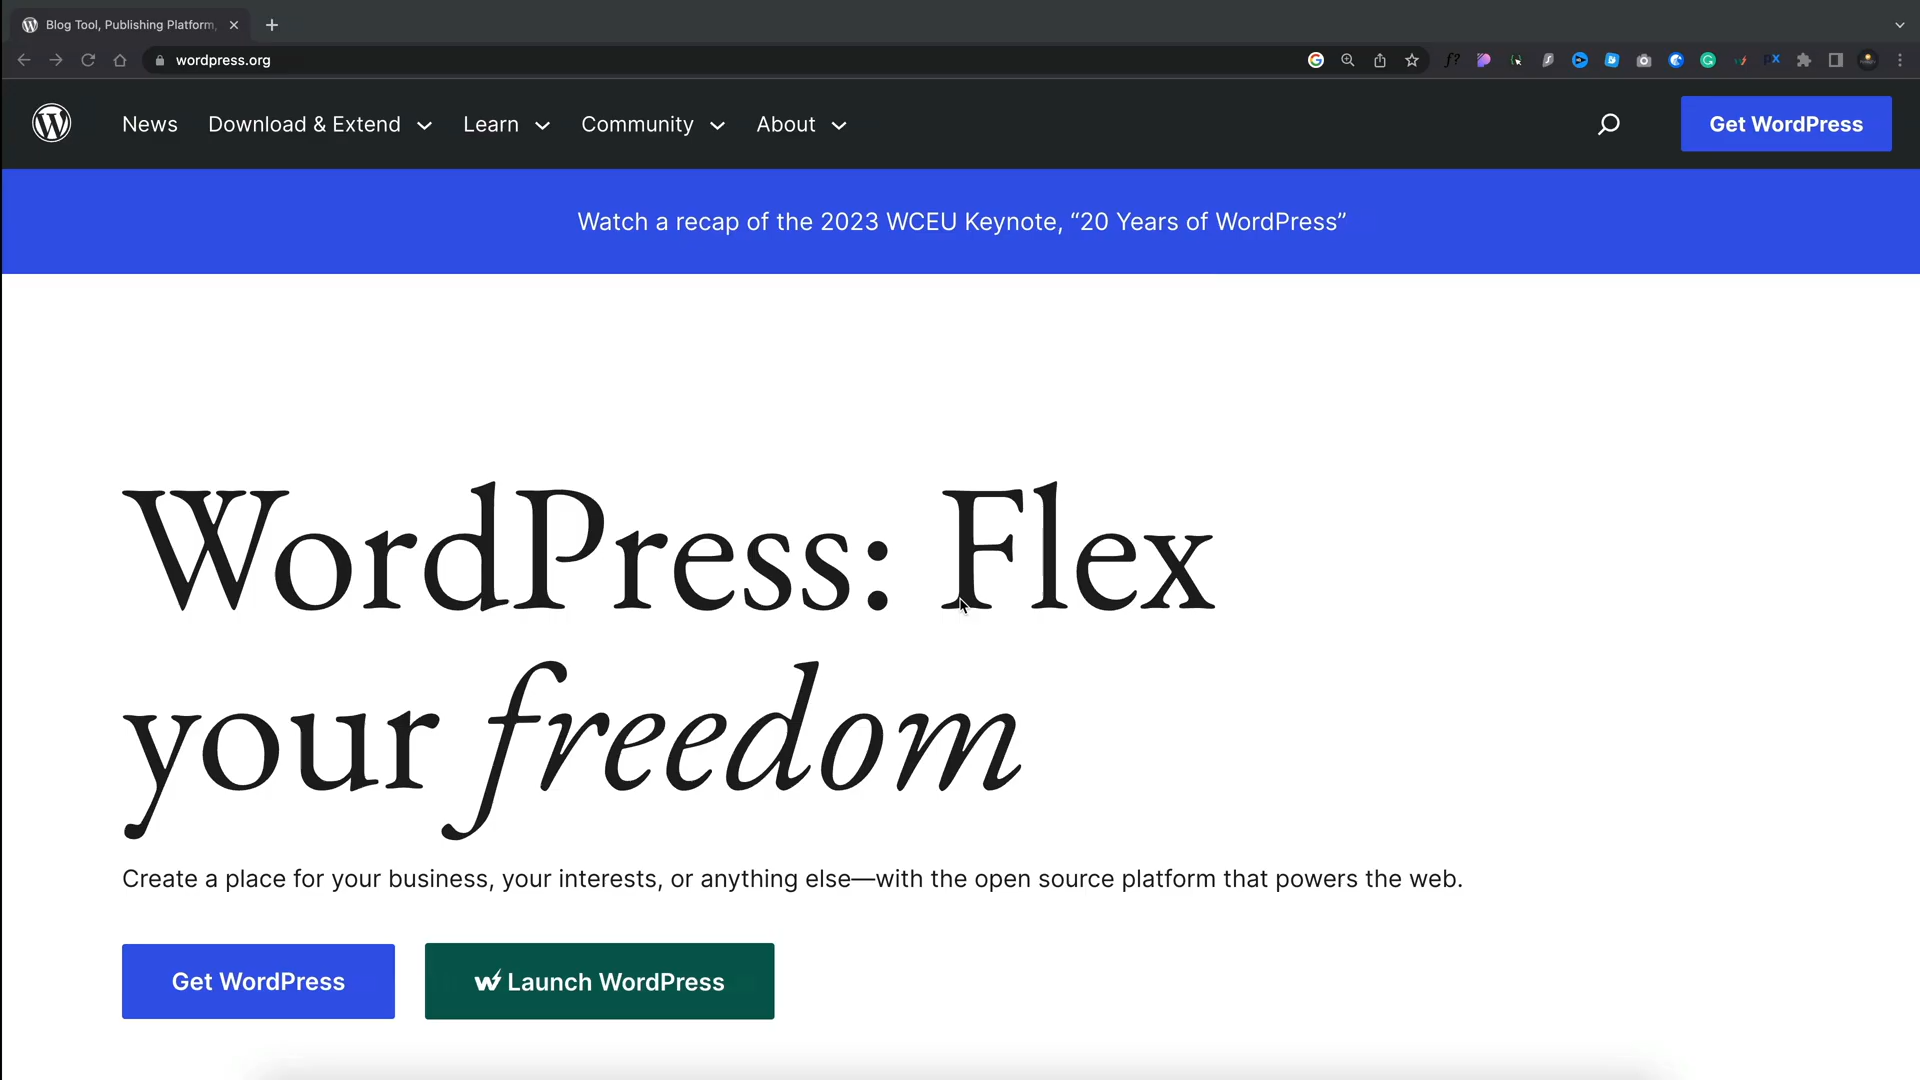 Blog Tool, Publishing Platform,
wordpress.org
News Download & Extend Learn Community About Get WordPress
Watch a recap of the 2023 WCEU Keynote, “20 Years of WordPress”
WordPress: Flex
your freedom
Create a place for your business, your interests, or anything else—with the open source platform that powers the web.
Get WordPress Launch WordPress